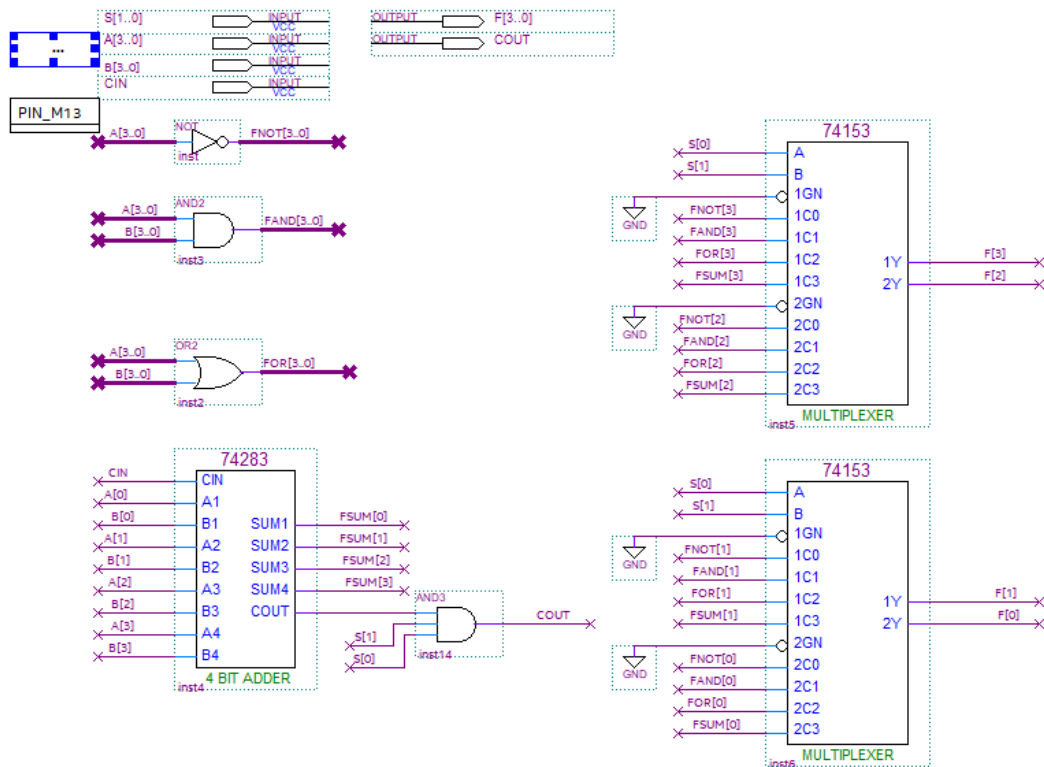 S[1..0] INPUT VCC
A[3..0] INPUT VCC
B[3..0] INPUT VCC
CIN INPUT VCC
OUTPUT F[3..0]
OUTPUT COUT
...
PIN_M13
A[3..0] NOT FNOT[3..0]
inst
AND2
A[3..0]
B[3..0] FAND[3..0]
inst3
OR2
A[3..0]
B[3..0] FOR[3..0]
inst2
74283
CIN CIN
A[0] A1
B[0] B1 SUM1 FSUM[0]
A[1] A2 SUM2 FSUM[1]
B[1] B2 SUM3 FSUM[2]
A[2] A3 SUM4 FSUM[3]
B[2] B3 COUT
A[3] A4
B[3] B4
inst4 4 BIT ADDER
AND3
S[1]
S[0]
COUT
inst14
74153
S[0] A
S[1] B
GND 1GN
FNOT[3] 1C0
FAND[3] 1C1
FOR[3] 1C2 1Y F[3]
FSUM[3] 1C3 2Y F[2]
GND 2GN
FNOT[2] 2C0
FAND[2] 2C1
FOR[2] 2C2
FSUM[2] 2C3
inst5 MULTIPLEXER
74153
S[0] A
S[1] B
GND 1GN
FNOT[1] 1C0
FAND[1] 1C1
FOR[1] 1C2 1Y F[1]
FSUM[1] 1C3 2Y F[0]
GND 2GN
FNOT[0] 2C0
FAND[0] 2C1
FOR[0] 2C2
FSUM[0] 2C3
inst6 MULTIPLEXER